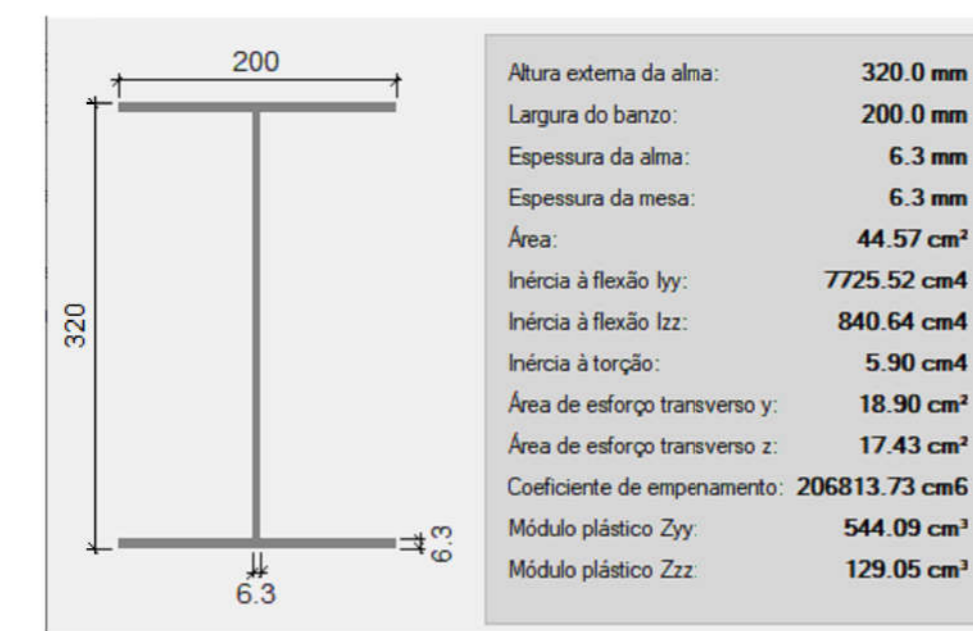 200
320
6.3
6.3
Altura externa da alma: 320.0 mm
Largura do banzo: 200.0 mm
Espessura da alma: 6.3 mm
Espessura da mesa: 6.3 mm
Área: 44.57 cm²
Inércia à flexão Iyy: 7725.52 cm4
Inércia à flexão Izz: 840.64 cm4
Inércia à torção: 5.90 cm4
Área de esforço transverso y: 18.90 cm²
Área de esforço transverso z: 17.43 cm²
Coeficiente de empenamento: 206813.73 cm6
Módulo plástico Zyy: 544.09 cm³
Módulo plástico Zzz: 129.05 cm³